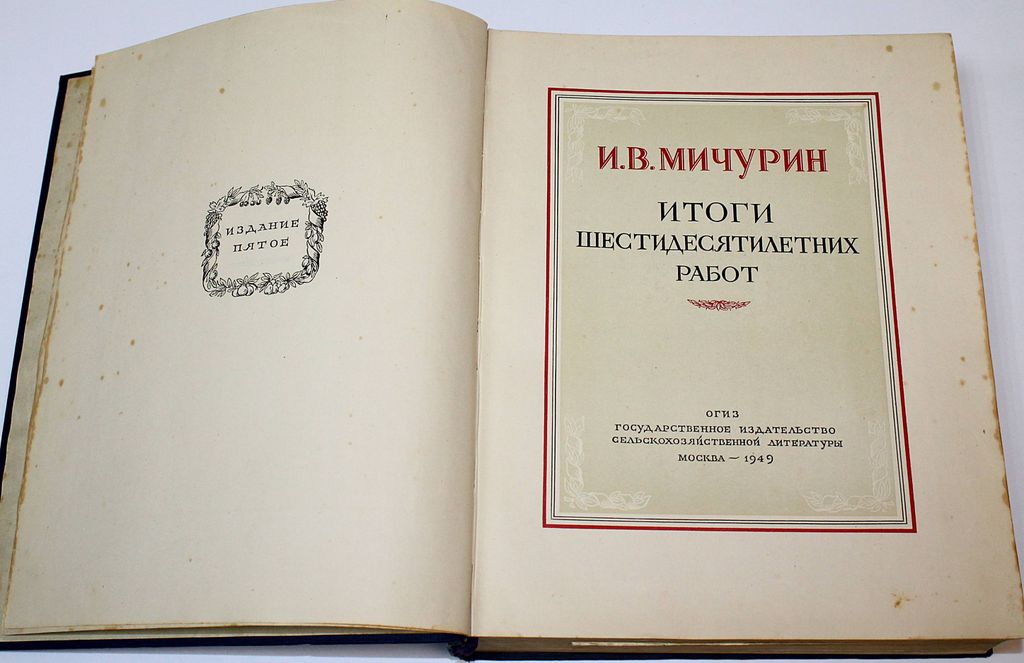 ИЗДАНИЕ
ПЯТОЕ
И.В. МИЧУРИН
ИТОГИ
ШЕСТИДЕСЯТИЛЕТНИХ
РАБОТ
ОГИЗ
ГОСУДАРСТВЕННОЕ ИЗДАТЕЛЬСТВО
СЕЛЬСКОХОЗЯЙСТВЕННОЙ ЛИТЕРАТУРЫ
МОСКВА — 1949